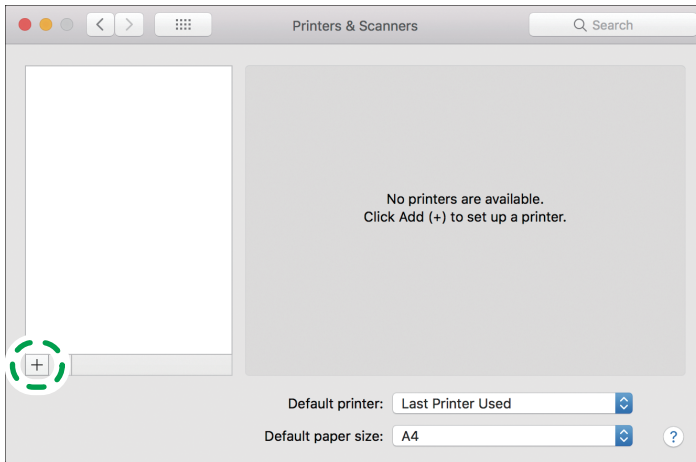 Printers & Scanners
Search
No printers are available.
Click Add (+) to set up a printer.
+
Default printer: Last Printer Used
Default paper size: A4
?